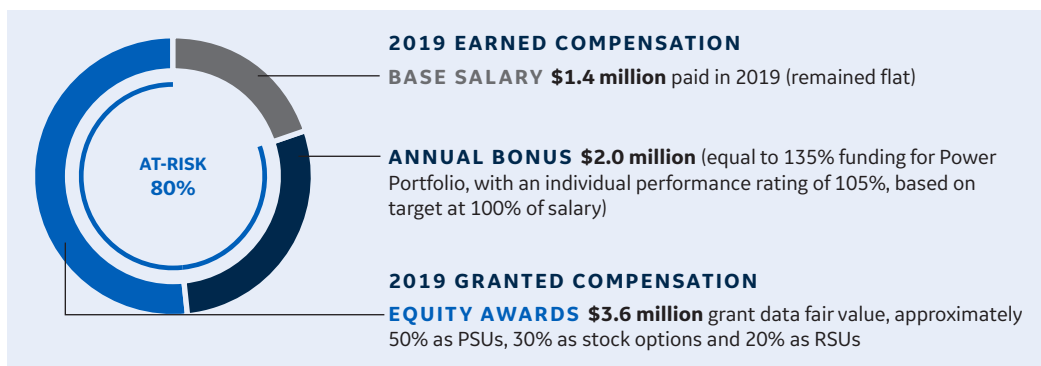 2019 EARNED COMPENSATION
BASE SALARY $1.4 million paid in 2019 (remained flat)
AT-RISK
80%
ANNUAL BONUS $2.0 million (equal to 135% funding for Power
Portfolio, with an individual performance rating of 105%, based on
target at 100% of salary)
2019 GRANTED COMPENSATION
EQUITY AWARDS $3.6 million grant data fair value, approximately
50% as PSUs, 30% as stock options and 20% as RSUs